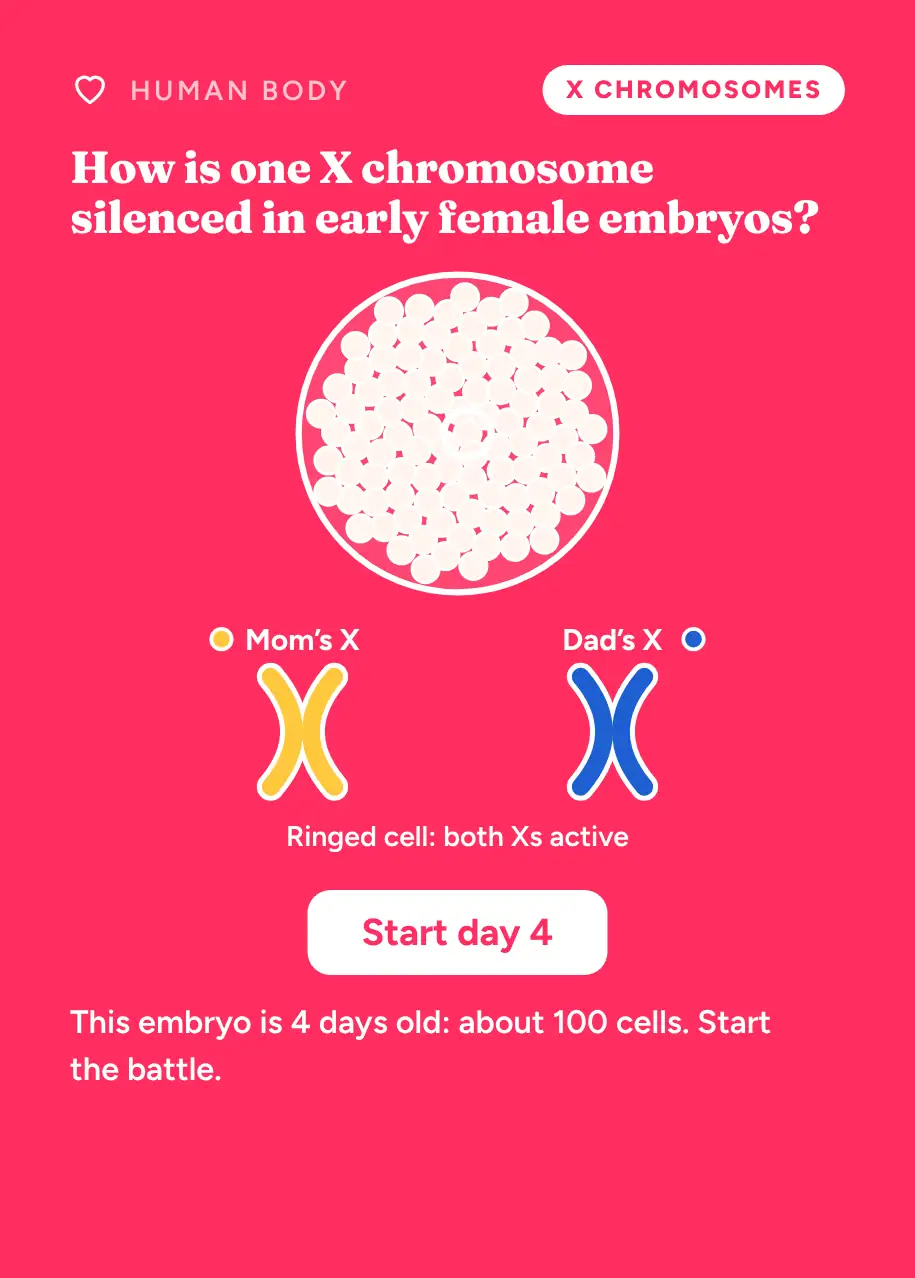 HUMAN BODY
X CHROMOSOMES
How is one X chromosome
silenced in early female embryos?
Mom’s X
Dad’s X
Ringed cell: both Xs active
Start day 4
This embryo is 4 days old: about 100 cells. Start
the battle.